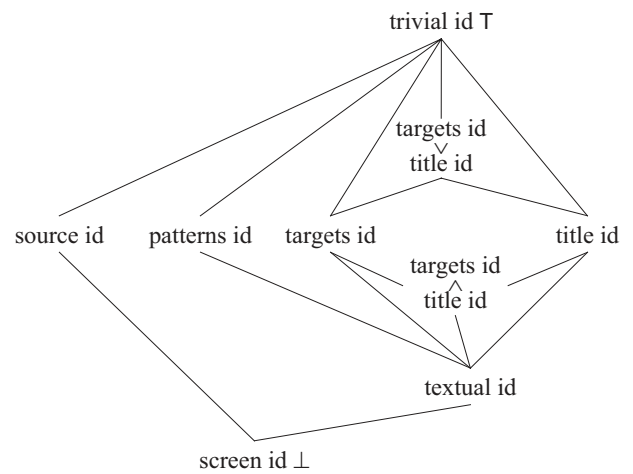 trivial id ⊤
targets id
∨
title id
source id
patterns id
targets id
title id
targets id
∧
title id
textual id
screen id ⊥